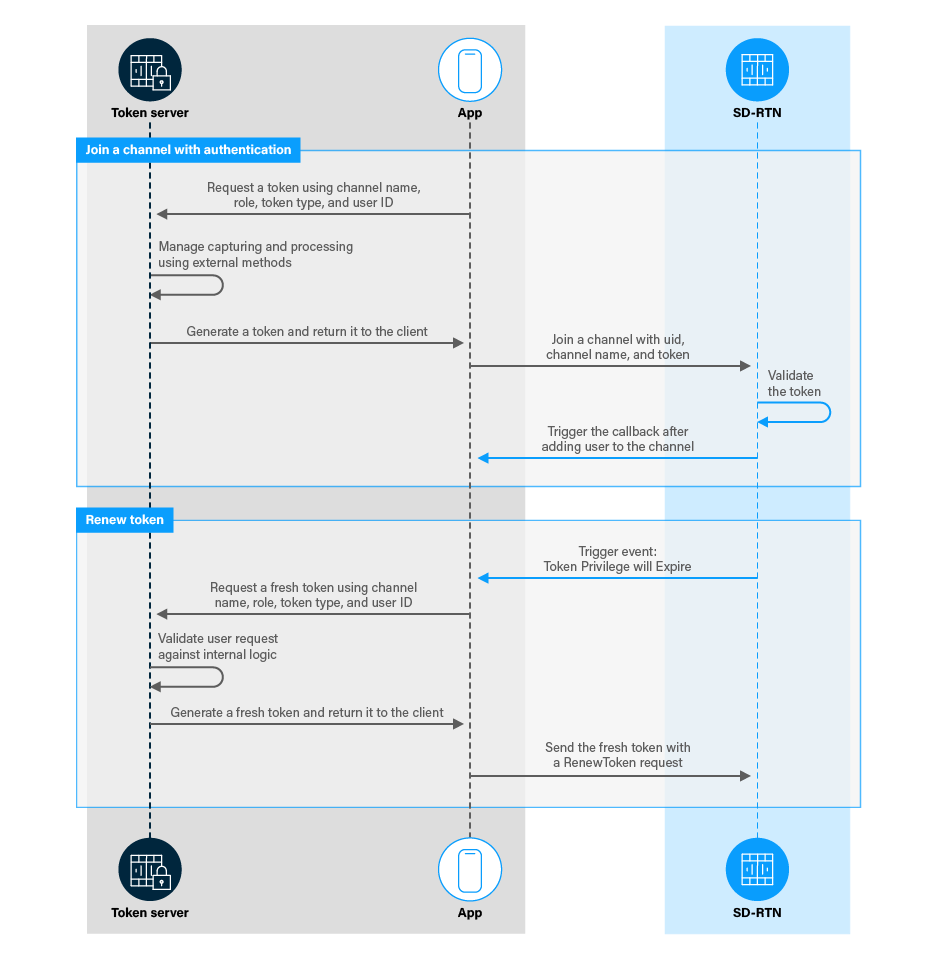 Token server
App
SD-RTN
Join a channel with authentication
Request a token using channel name,
role, token type, and user ID
Manage capturing and processing
using external methods
Generate a token and return it to the client
Join a channel with uid,
channel name, and token
Validate
the token
Trigger the callback after
adding user to the channel
Renew token
Trigger event:
Token Privilege will Expire
Request a fresh token using channel
name, role, token type, and user ID
Validate user request
against internal logic
Generate a fresh token and return it to the client
Send the fresh token with
a RenewToken request
Token server
App
SD-RTN